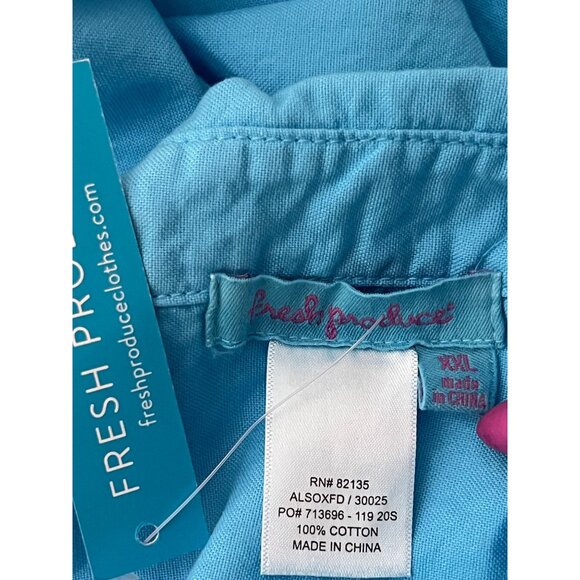 FRESH PRO
freshproduceclothes.com
fresh produce
XXL
made
in CHINA
RN# 82135
ALSOXFD / 30025
PO# 713696 - 119 20S
100% COTTON
MADE IN CHINA